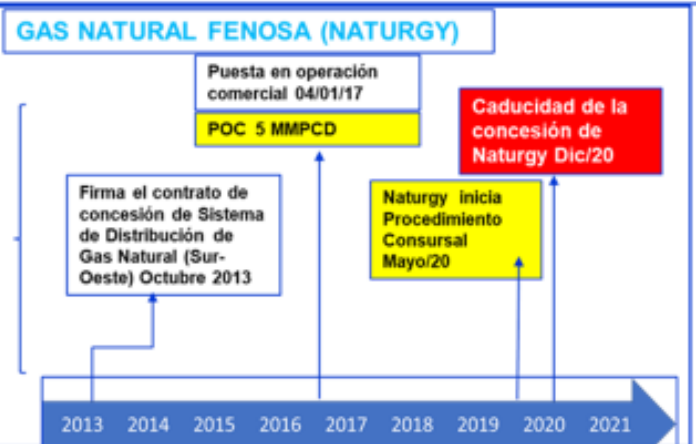 GAS NATURAL FENOSA (NATURGY)
Puesta en operación
comercial 04/01/17
POC 5 MMPCD
Caducidad de la
concesión de
Naturgy Dic/20
Firma el contrato de
concesión de Sistema
de Distribución de
Gas Natural (Sur-
Oeste) Octubre 2013
Naturgy inicia
Procedimiento
Consursal
Mayo/20
2013 2014 2015 2016 2017 2018 2019 2020 2021